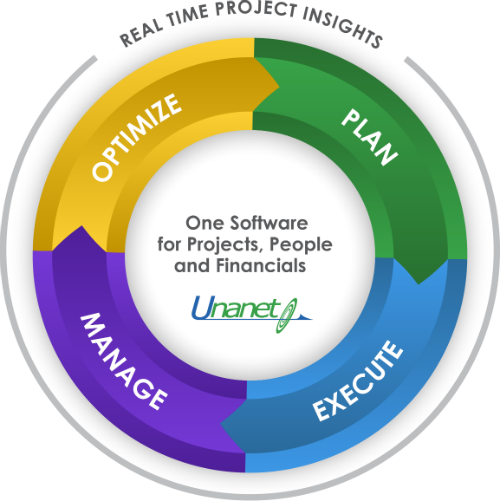 REAL TIME PROJECT INSIGHTS
OPTIMIZE
PLAN
One Software
for Projects, People
and Financials
Unanet
MANAGE
EXECUTE